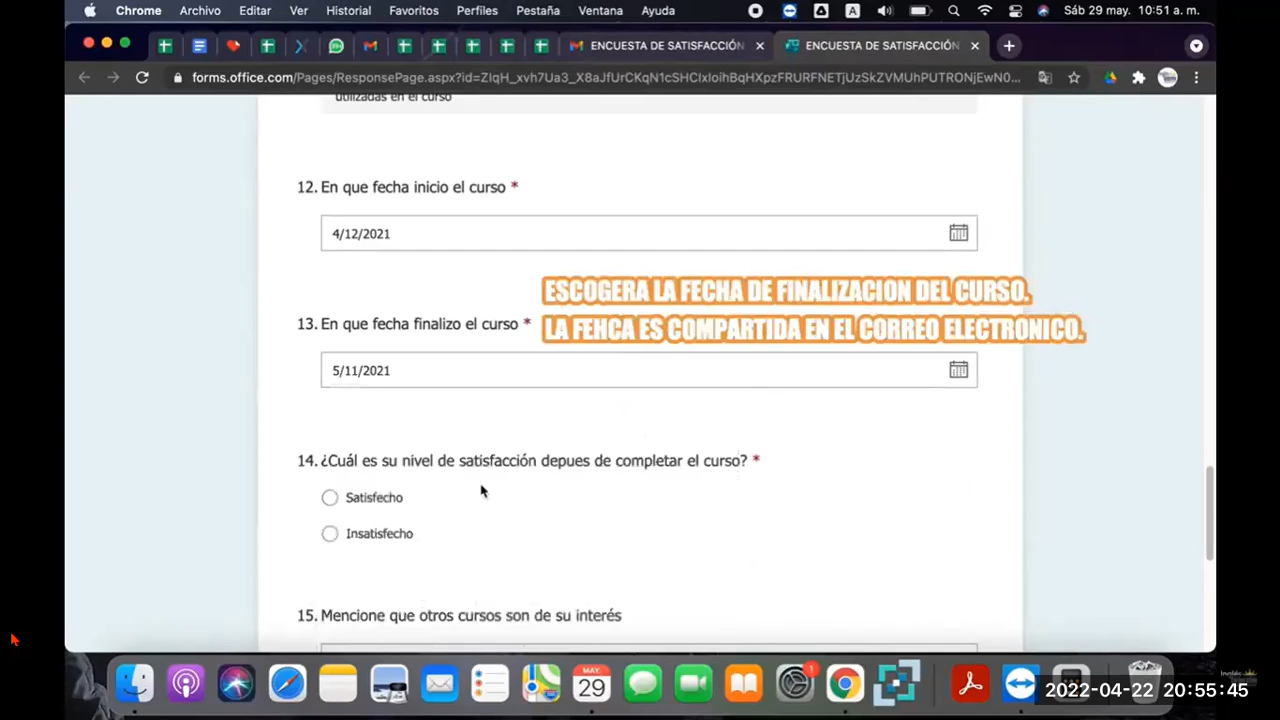 Chrome Archivo Editar Ver Historial Favoritos Perfiles Pestaña Ventana Ayuda A Sáb 29 may. 10:51 a. m.
ENCUESTA DE SATISFACCIÓN ENCUESTA DE SATISFACCIÓN
forms.office.com/Pages/ResponsePage.aspx?id=ZIqH_xvh7Ua3_X8aJfUrCKqN1cSHClxIoihBqHXpzFRURFNETjUzSkZVMUhPUTRONjEwN0...
utilizadas en el curso
12. En que fecha inicio el curso *
4/12/2021
ESCOGERA LA FECHA DE FINALIZACION DEL CURSO.
13. En que fecha finalizo el curso * LA FEHCA ES COMPARTIDA EN EL CORREO ELECTRONICO.
5/11/2021
14. ¿Cuál es su nivel de satisfacción depues de completar el curso? *
Satisfecho
Insatisfecho
15. Mencione que otros cursos son de su interés
MAY.
29
1
2022-04-22 20:55:45